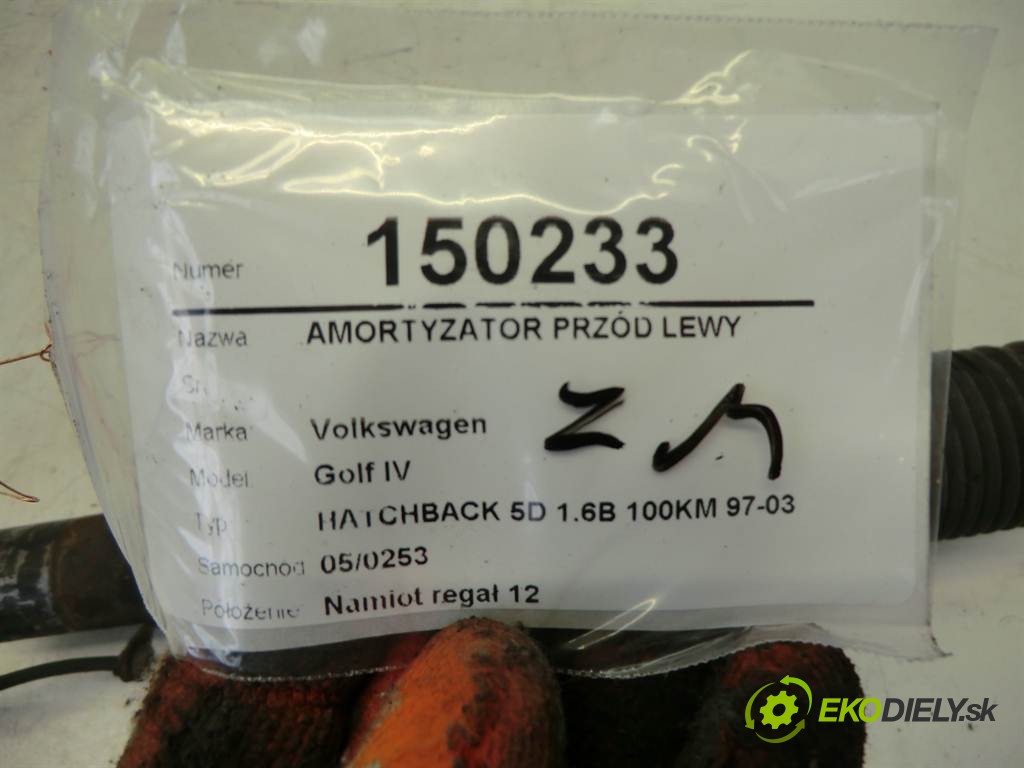 Numer 150233
Nazwa AMORTYZATOR PRZÓD LEWY
Marka Volkswagen
Model Golf IV
Typ HATCHBACK 5D 1.6B 100KM 97-03
Samochód 05/0253
Położenie Namiot regał 12
EKODIELY.sk